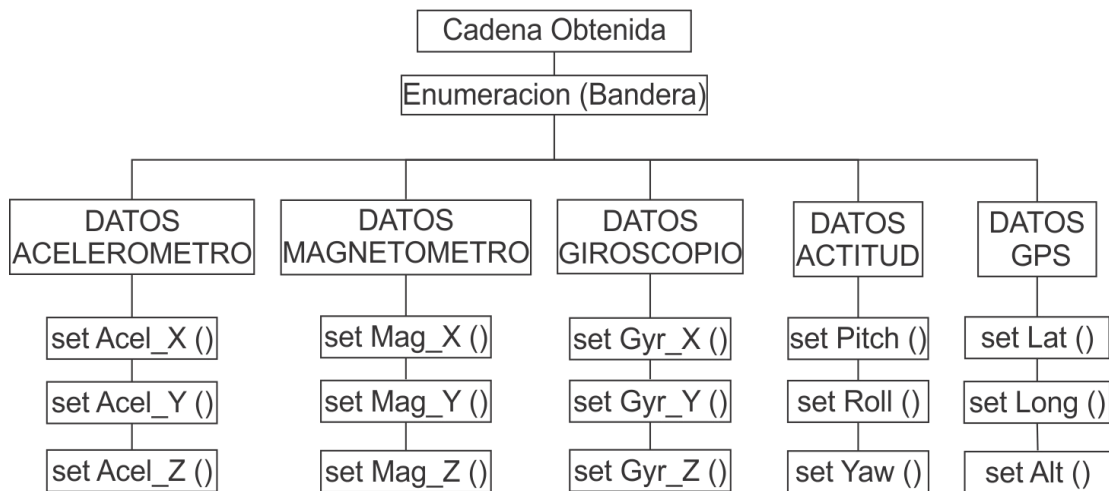 Cadena Obtenida
Enumeracion (Bandera)
DATOS
ACELEROMETRO
set Acel_X ()
set Acel_Y ()
set Acel_Z ()
DATOS
MAGNETOMETRO
set Mag_X ()
set Mag_Y ()
set Mag_Z ()
DATOS
GIROSCOPIO
set Gyr_X ()
set Gyr_Y ()
set Gyr_Z ()
DATOS
ACTITUD
set Pitch ()
set Roll ()
set Yaw ()
DATOS
GPS
set Lat ()
set Long ()
set Alt ()